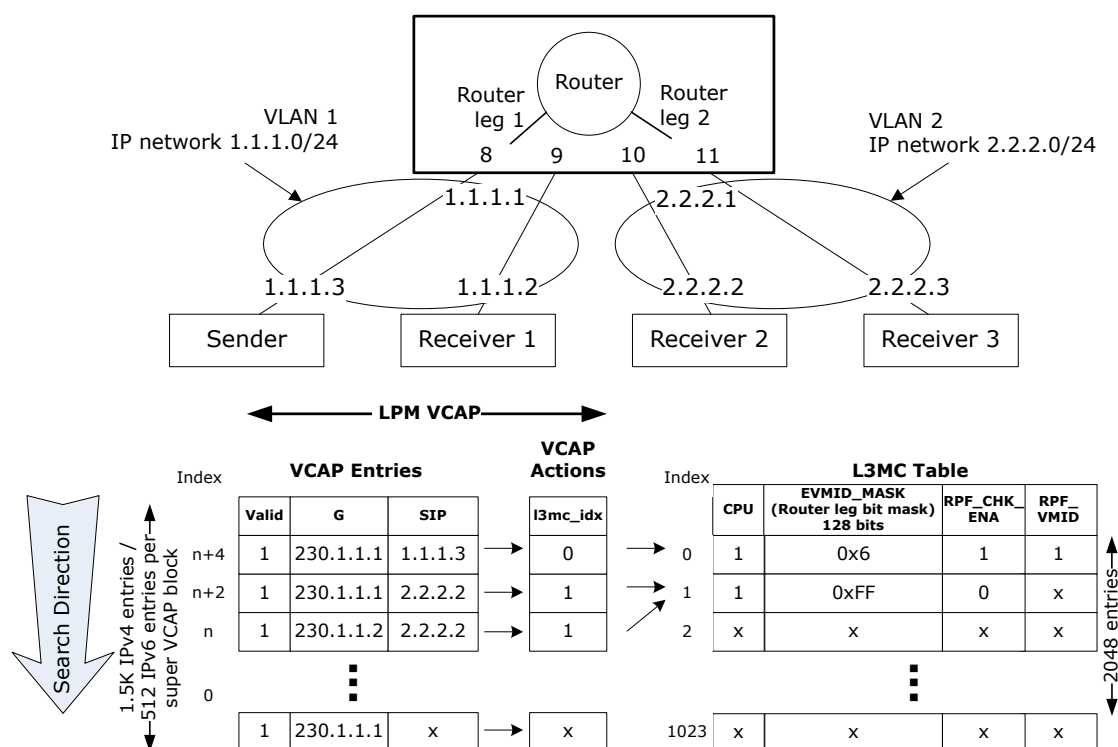 Router
Router
leg 1
Router
leg 2
8 9 10 11
VLAN 1
IP network 1.1.1.0/24
VLAN 2
IP network 2.2.2.0/24
1.1.1.1 2.2.2.1
1.1.1.3 1.1.1.2 2.2.2.2 2.2.2.3
Sender Receiver 1 Receiver 2 Receiver 3
LPM VCAP
Index VCAP Entries VCAP
Actions Index L3MC Table
Valid G SIP l3mc_idx CPU EVMID_MASK
(Router leg bit mask)
128 bits RPF_CHK_
ENA RPF_
VMID
n+4 1 230.1.1.1 1.1.1.3 0 0 1 0x6 1 1
n+2 1 230.1.1.1 2.2.2.2 1 1 1 0xFF 0 x
n 1 230.1.1.2 2.2.2.2 1 2 x x x x
0
1 230.1.1.1 x x 1023 x x x x
Search Direction
1.5K IPv4 entries /
512 IPv6 entries per
super VCAP block
2048 entries